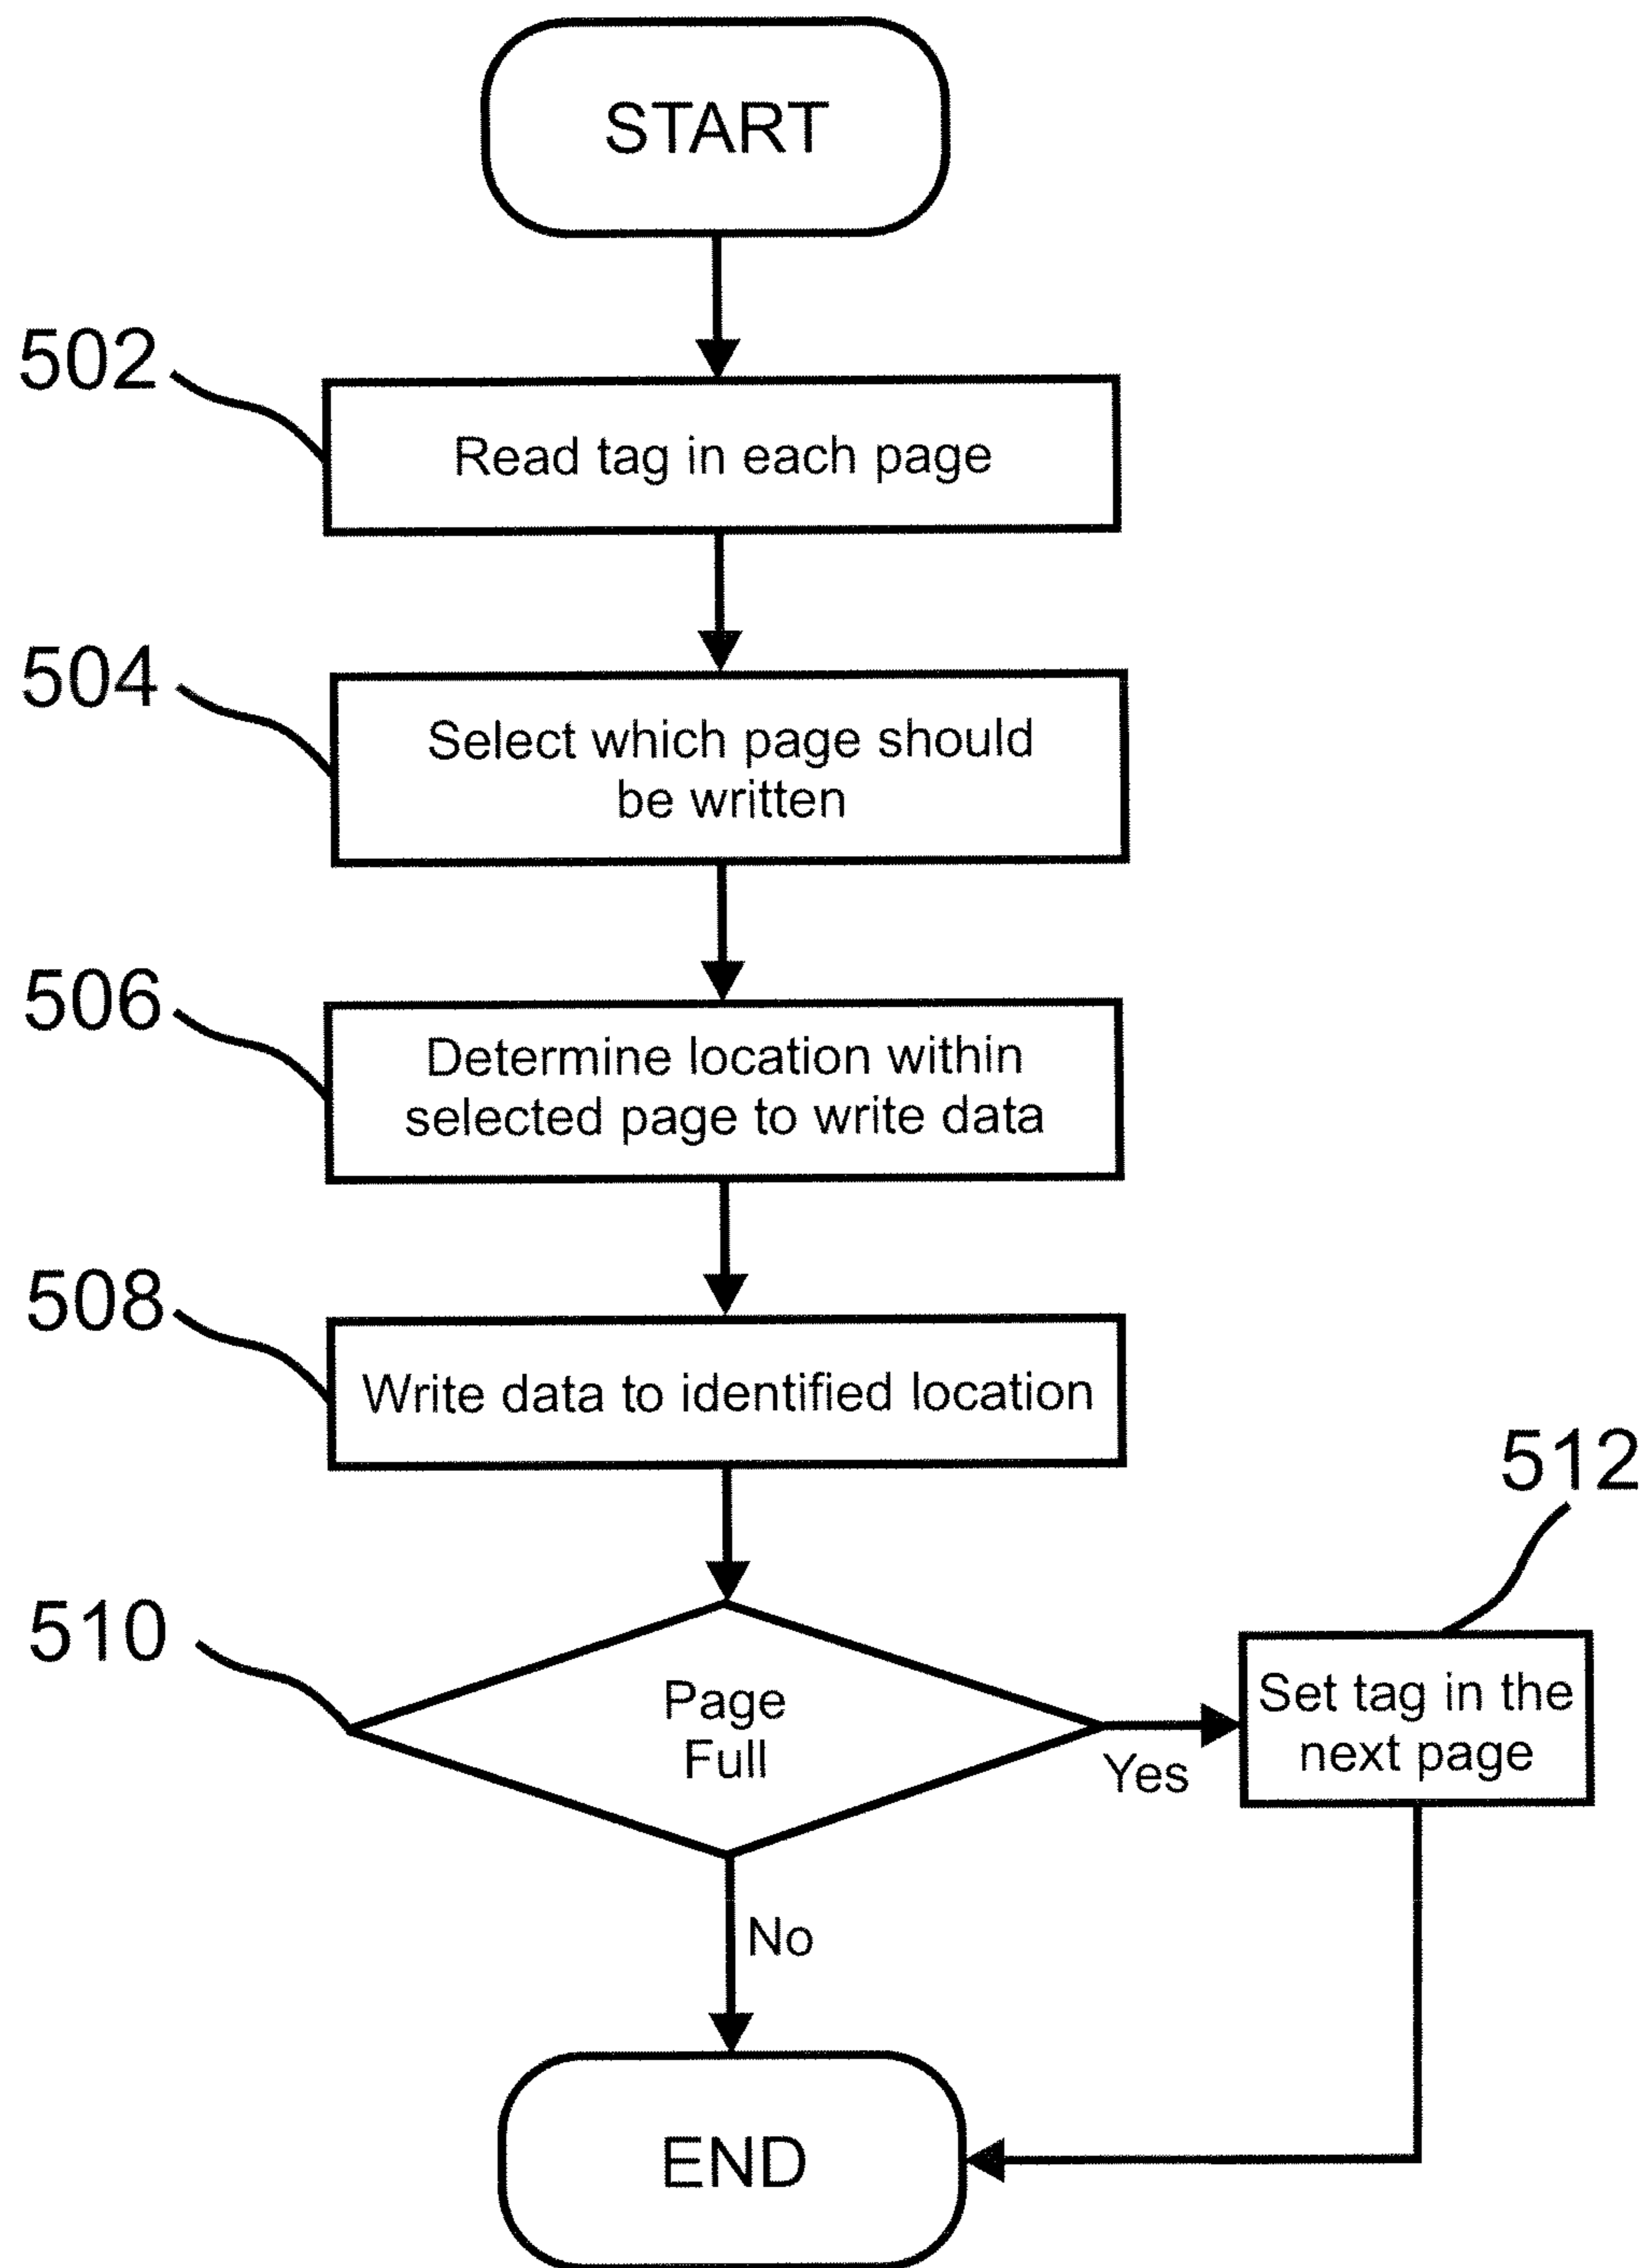 START
502
Read tag in each page
504
Select which page should
be written
506
Determine location within
selected page to write data
508
Write data to identified location
512
510
Page
Full
Set tag in the
next page
Yes
No
END